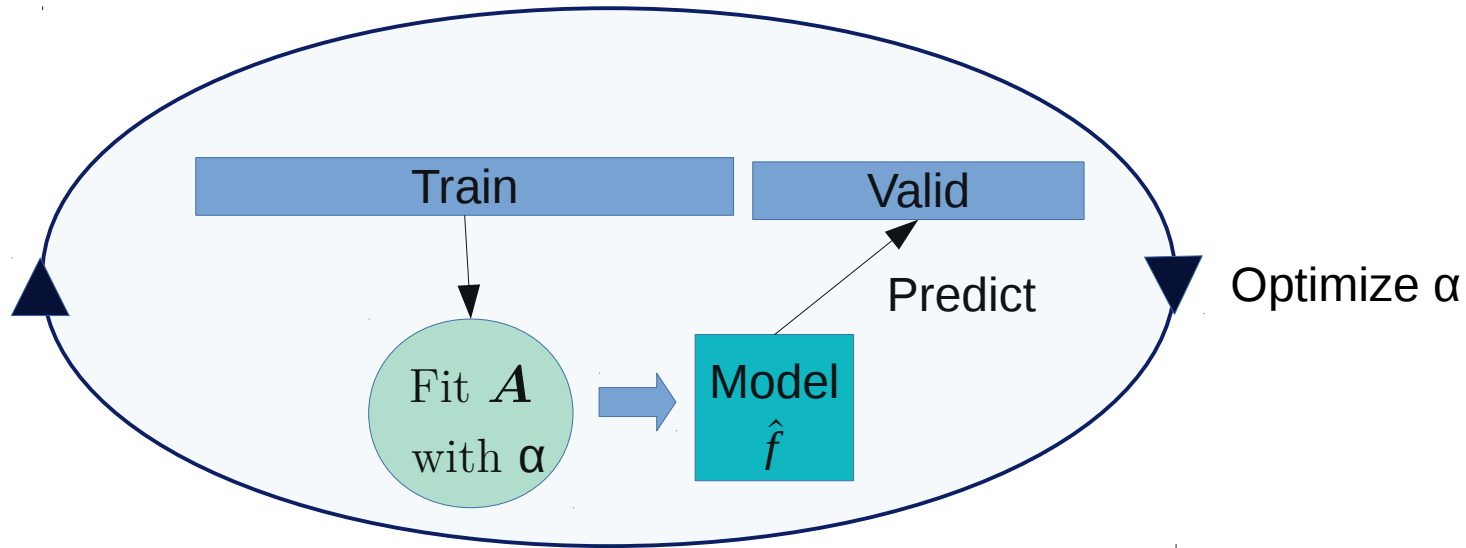 Train
Valid
Predict
Optimize α
Fit A
with α
Model
f̂